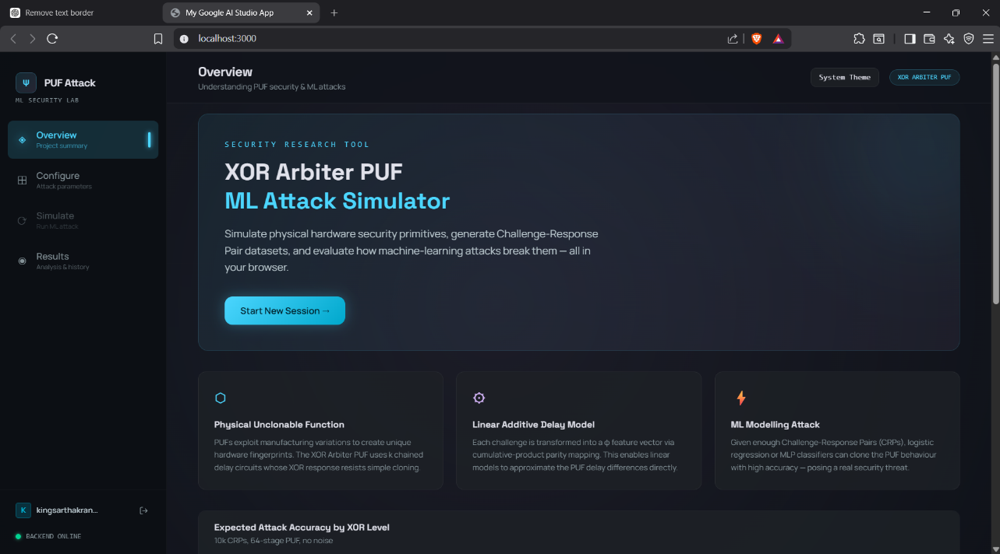 Remove text border
My Google AI Studio App
localhost:3000
Ψ
PUF Attack
ML SECURITY LAB
Overview
Project summary
Configure
Attack parameters
Simulate
Run ML attack
Results
Analysis & history
K
kingsarthakran...
BACKEND ONLINE
Overview
Understanding PUF security & ML attacks
System Theme
XOR ARBITER PUF
SECURITY RESEARCH TOOL
XOR Arbiter PUF
ML Attack Simulator
Simulate physical hardware security primitives, generate Challenge-Response
Pair datasets, and evaluate how machine-learning attacks break them — all in
your browser.
Start New Session →
Physical Unclonable Function
PUFs exploit manufacturing variations to create unique
hardware fingerprints. The XOR Arbiter PUF uses k chained
delay circuits whose XOR response resists simple cloning.
Linear Additive Delay Model
Each challenge is transformed into a φ feature vector via
cumulative-product parity mapping. This enables linear
models to approximate the PUF delay differences directly.
ML Modelling Attack
Given enough Challenge-Response Pairs (CRPs), logistic
regression or MLP classifiers can clone the PUF behaviour
with high accuracy — posing a real security threat.
Expected Attack Accuracy by XOR Level
10k CRPs, 64-stage PUF, no noise